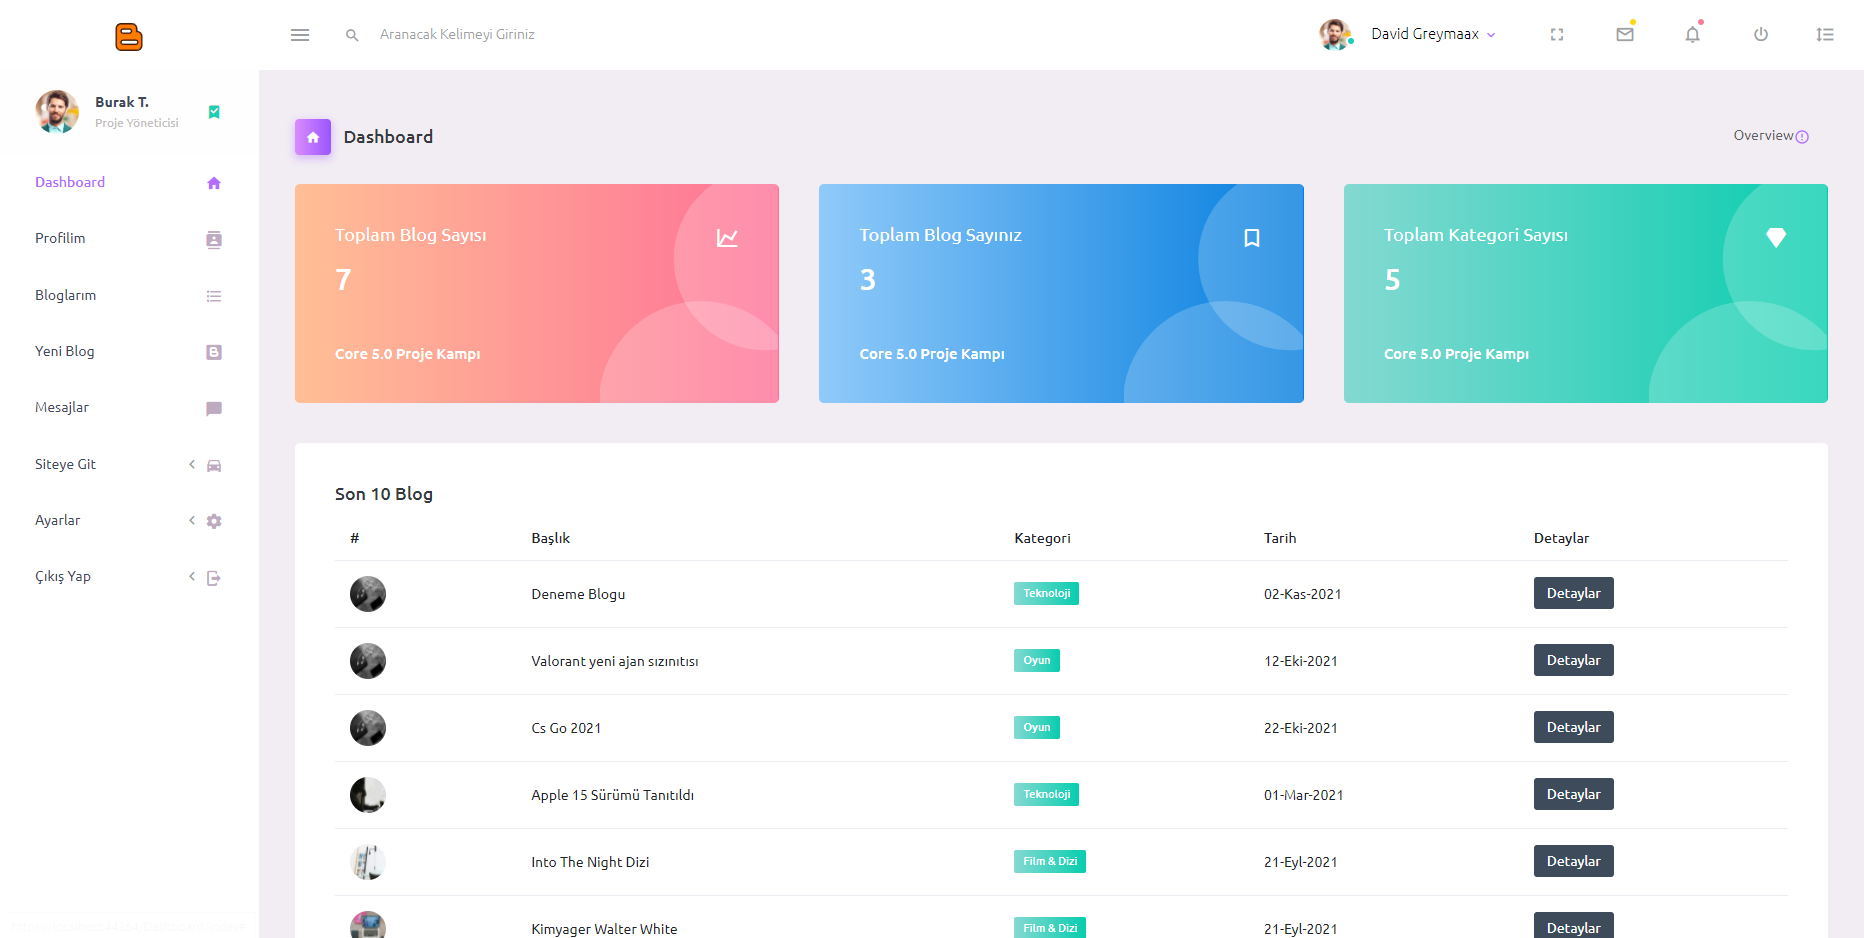 Aranacak Kelimeyi Giriniz
David Greymaax
Burak T.
Proje Yöneticisi
Dashboard
Profilim
Bloglarım
Yeni Blog
Mesajlar
Siteye Git
Ayarlar
Çıkış Yap
Dashboard
Overview
Toplam Blog Sayısı
7
Core 5.0 Proje Kampı
Toplam Blog Sayınız
3
Core 5.0 Proje Kampı
Toplam Kategori Sayısı
5
Core 5.0 Proje Kampı
Son 10 Blog
# Başlık Kategori Tarih Detaylar
Deneme Blogu Teknoloji 02-Kas-2021 Detaylar
Valorant yeni ajan sızınıtısı Oyun 12-Eki-2021 Detaylar
Cs Go 2021 Oyun 22-Eki-2021 Detaylar
Apple 15 Sürümü Tanıtıldı Teknoloji 01-Mar-2021 Detaylar
Into The Night Dizi Film & Dizi 21-Eyl-2021 Detaylar
Kimyager Walter White Film & Dizi 21-Eyl-2021 Detaylar